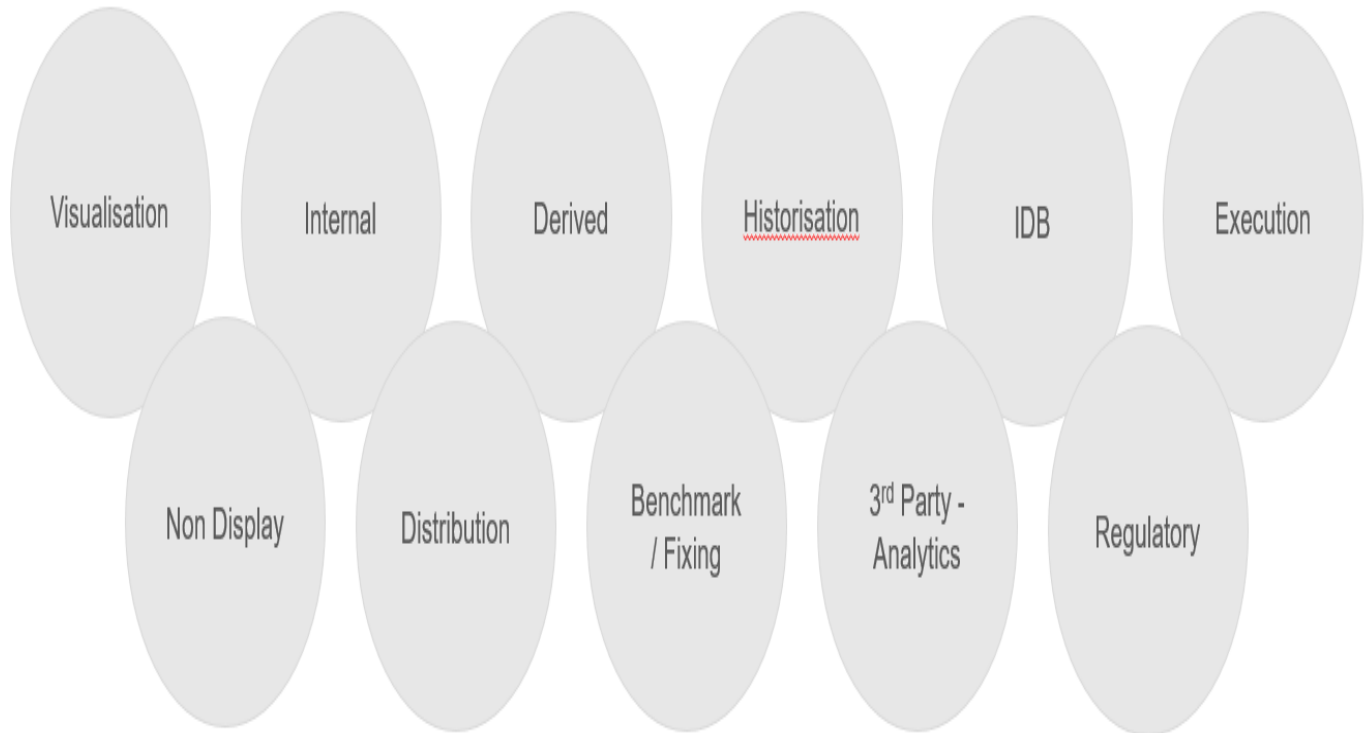 Visualisation
Internal
Derived
Historisation
IDB
Execution
Non Display
Distribution
Benchmark
/ Fixing
3rd Party -
Analytics
Regulatory